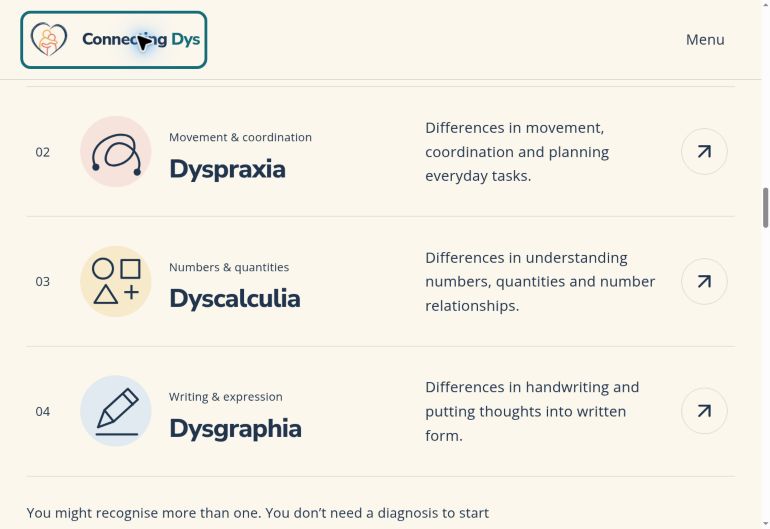 Connecting Dys
Menu
02
Movement & coordination
Dyspraxia
Differences in movement,
coordination and planning
everyday tasks.
03
Numbers & quantities
Dyscalculia
Differences in understanding
numbers, quantities and number
relationships.
04
Writing & expression
Dysgraphia
Differences in handwriting and
putting thoughts into written
form.
You might recognise more than one. You don’t need a diagnosis to start